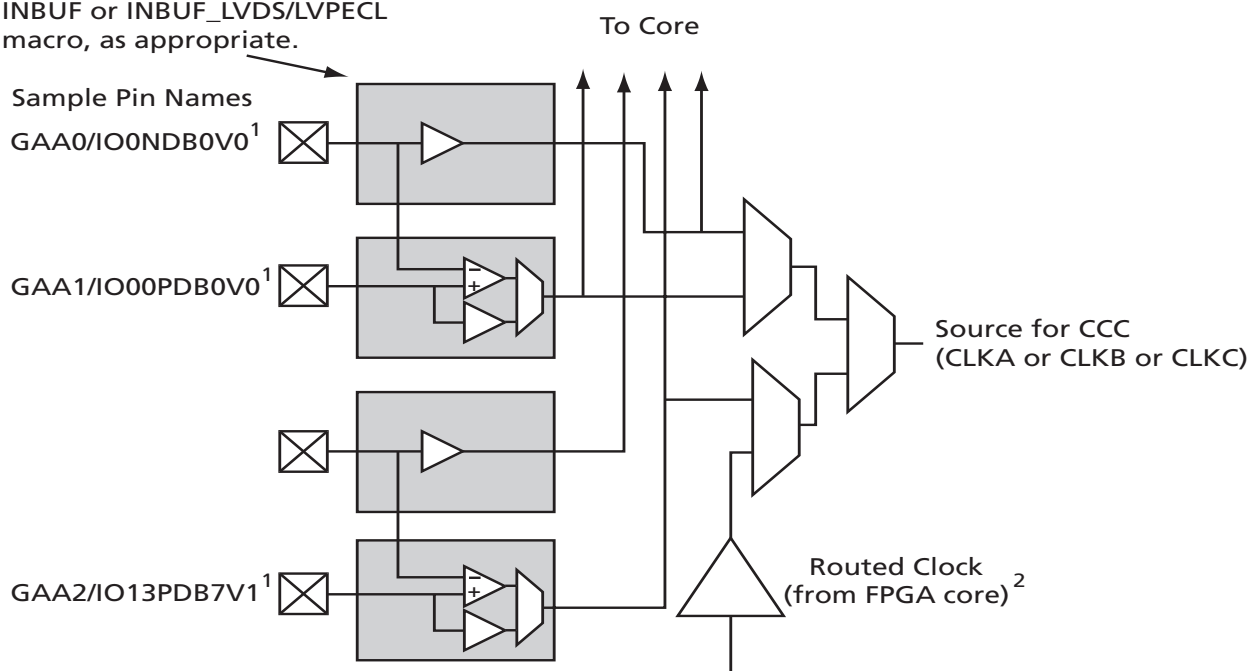 INBUF or INBUF_LVDS/LVPECL
macro, as appropriate.
To Core
Sample Pin Names
GAA0/IO0NDB0V0¹
GAA1/IO00PDB0V0¹
−
+
Source for CCC
(CLKA or CLKB or CLKC)
GAA2/IO13PDB7V1¹
−
+
Routed Clock
(from FPGA core)²